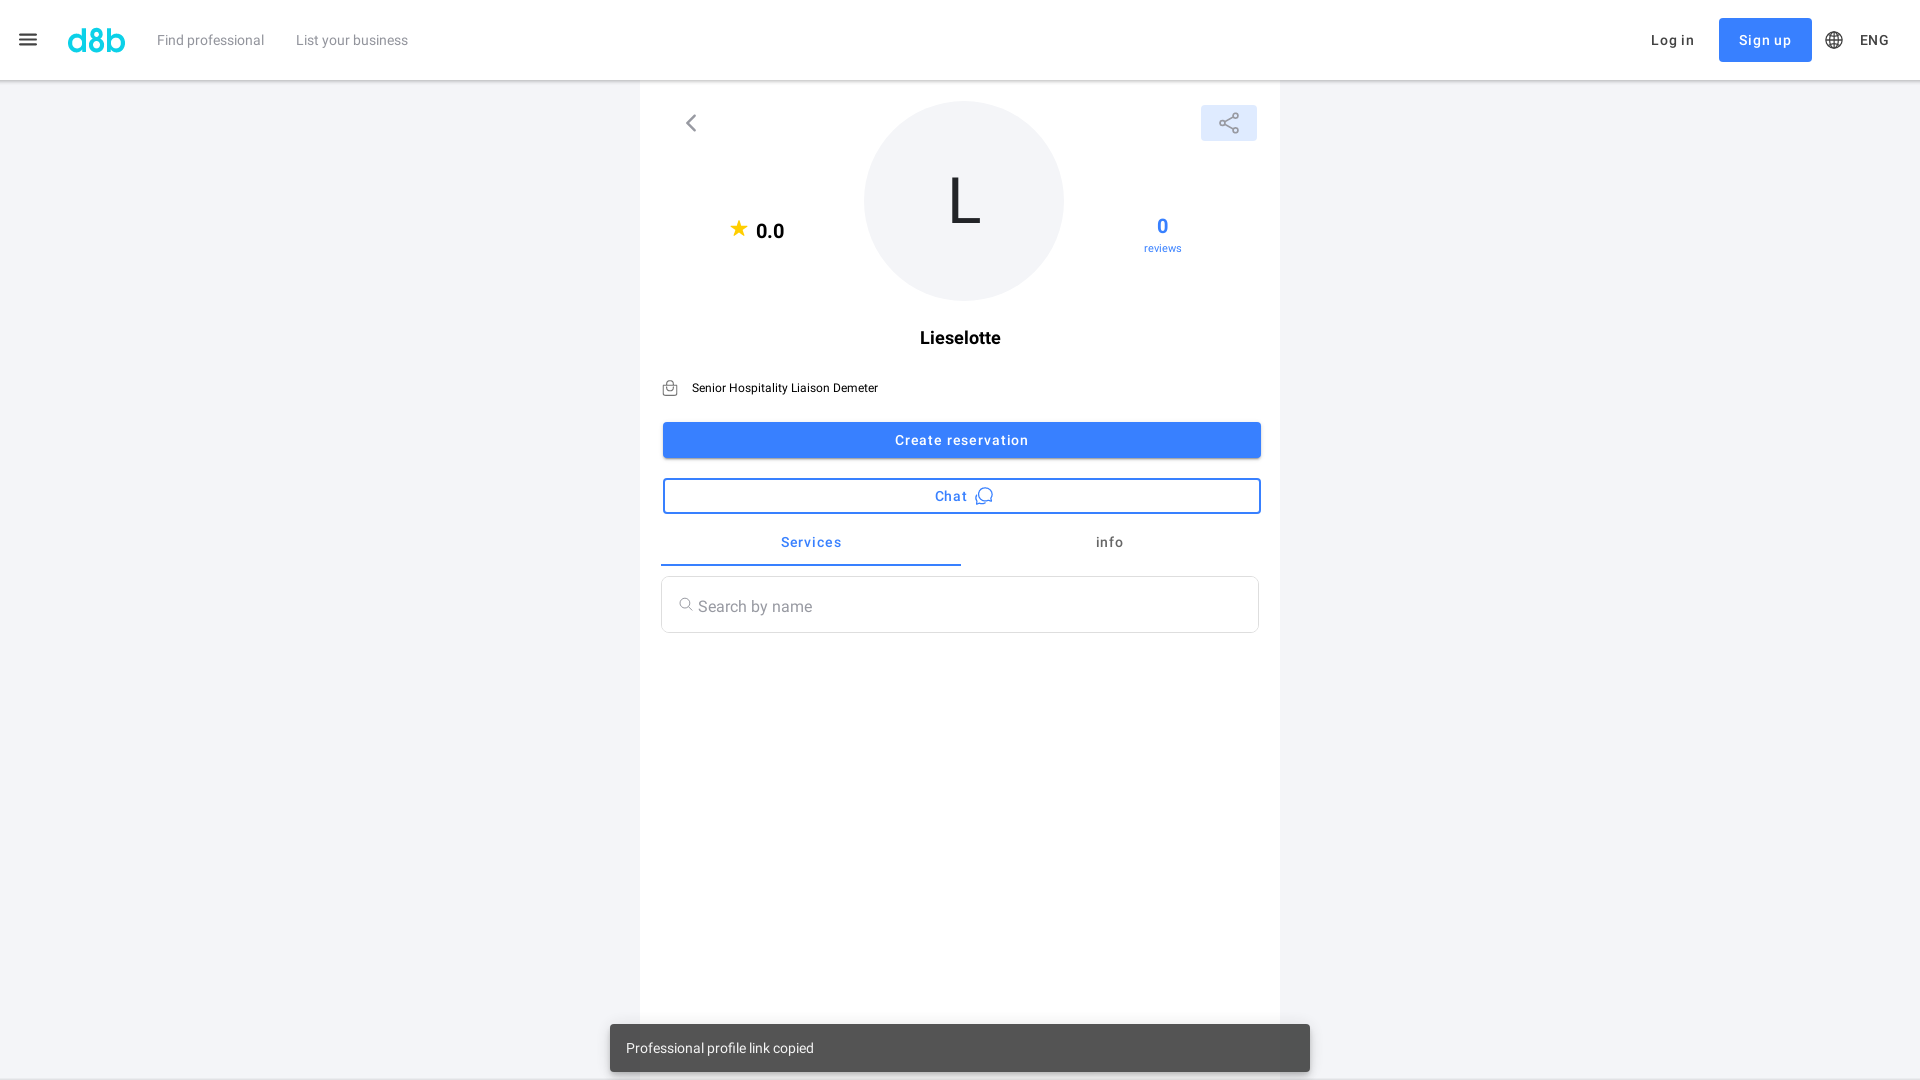 d8b
Find professional
List your business
Log in
Sign up
ENG
L
0.0
0
reviews
Lieselotte
Senior Hospitality Liaison Demeter
Create reservation
Chat
Services
info
Search by name
Professional profile link copied